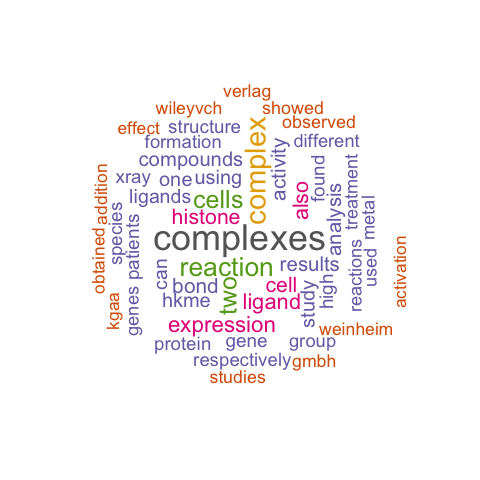 verlag
wileyvch
showed
effect
structure
observed
formation
complex
different
compounds
activity
xray
one
using
found
addition
ligands
cells
also
analysis
treatment
histone
species
patients
complexes
metal
obtained
reaction
results
can
bond
two
cell
reactions
used
activation
hkme
ligand
study
high
kgaa
genes
expression
weinheim
protein
gene
group
respectively
gmbh
studies